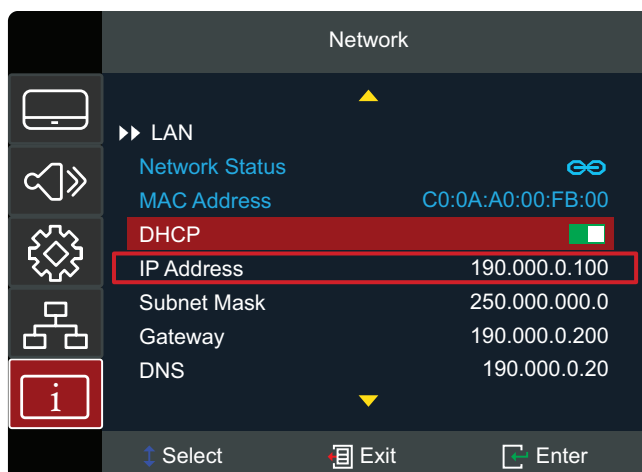 Network
LAN
Network Status
MAC Address C0:0A:A0:00:FB:00
DHCP
IP Address 190.000.0.100
Subnet Mask 250.000.000.0
Gateway 190.000.0.200
DNS 190.000.0.20
i
Select Exit Enter